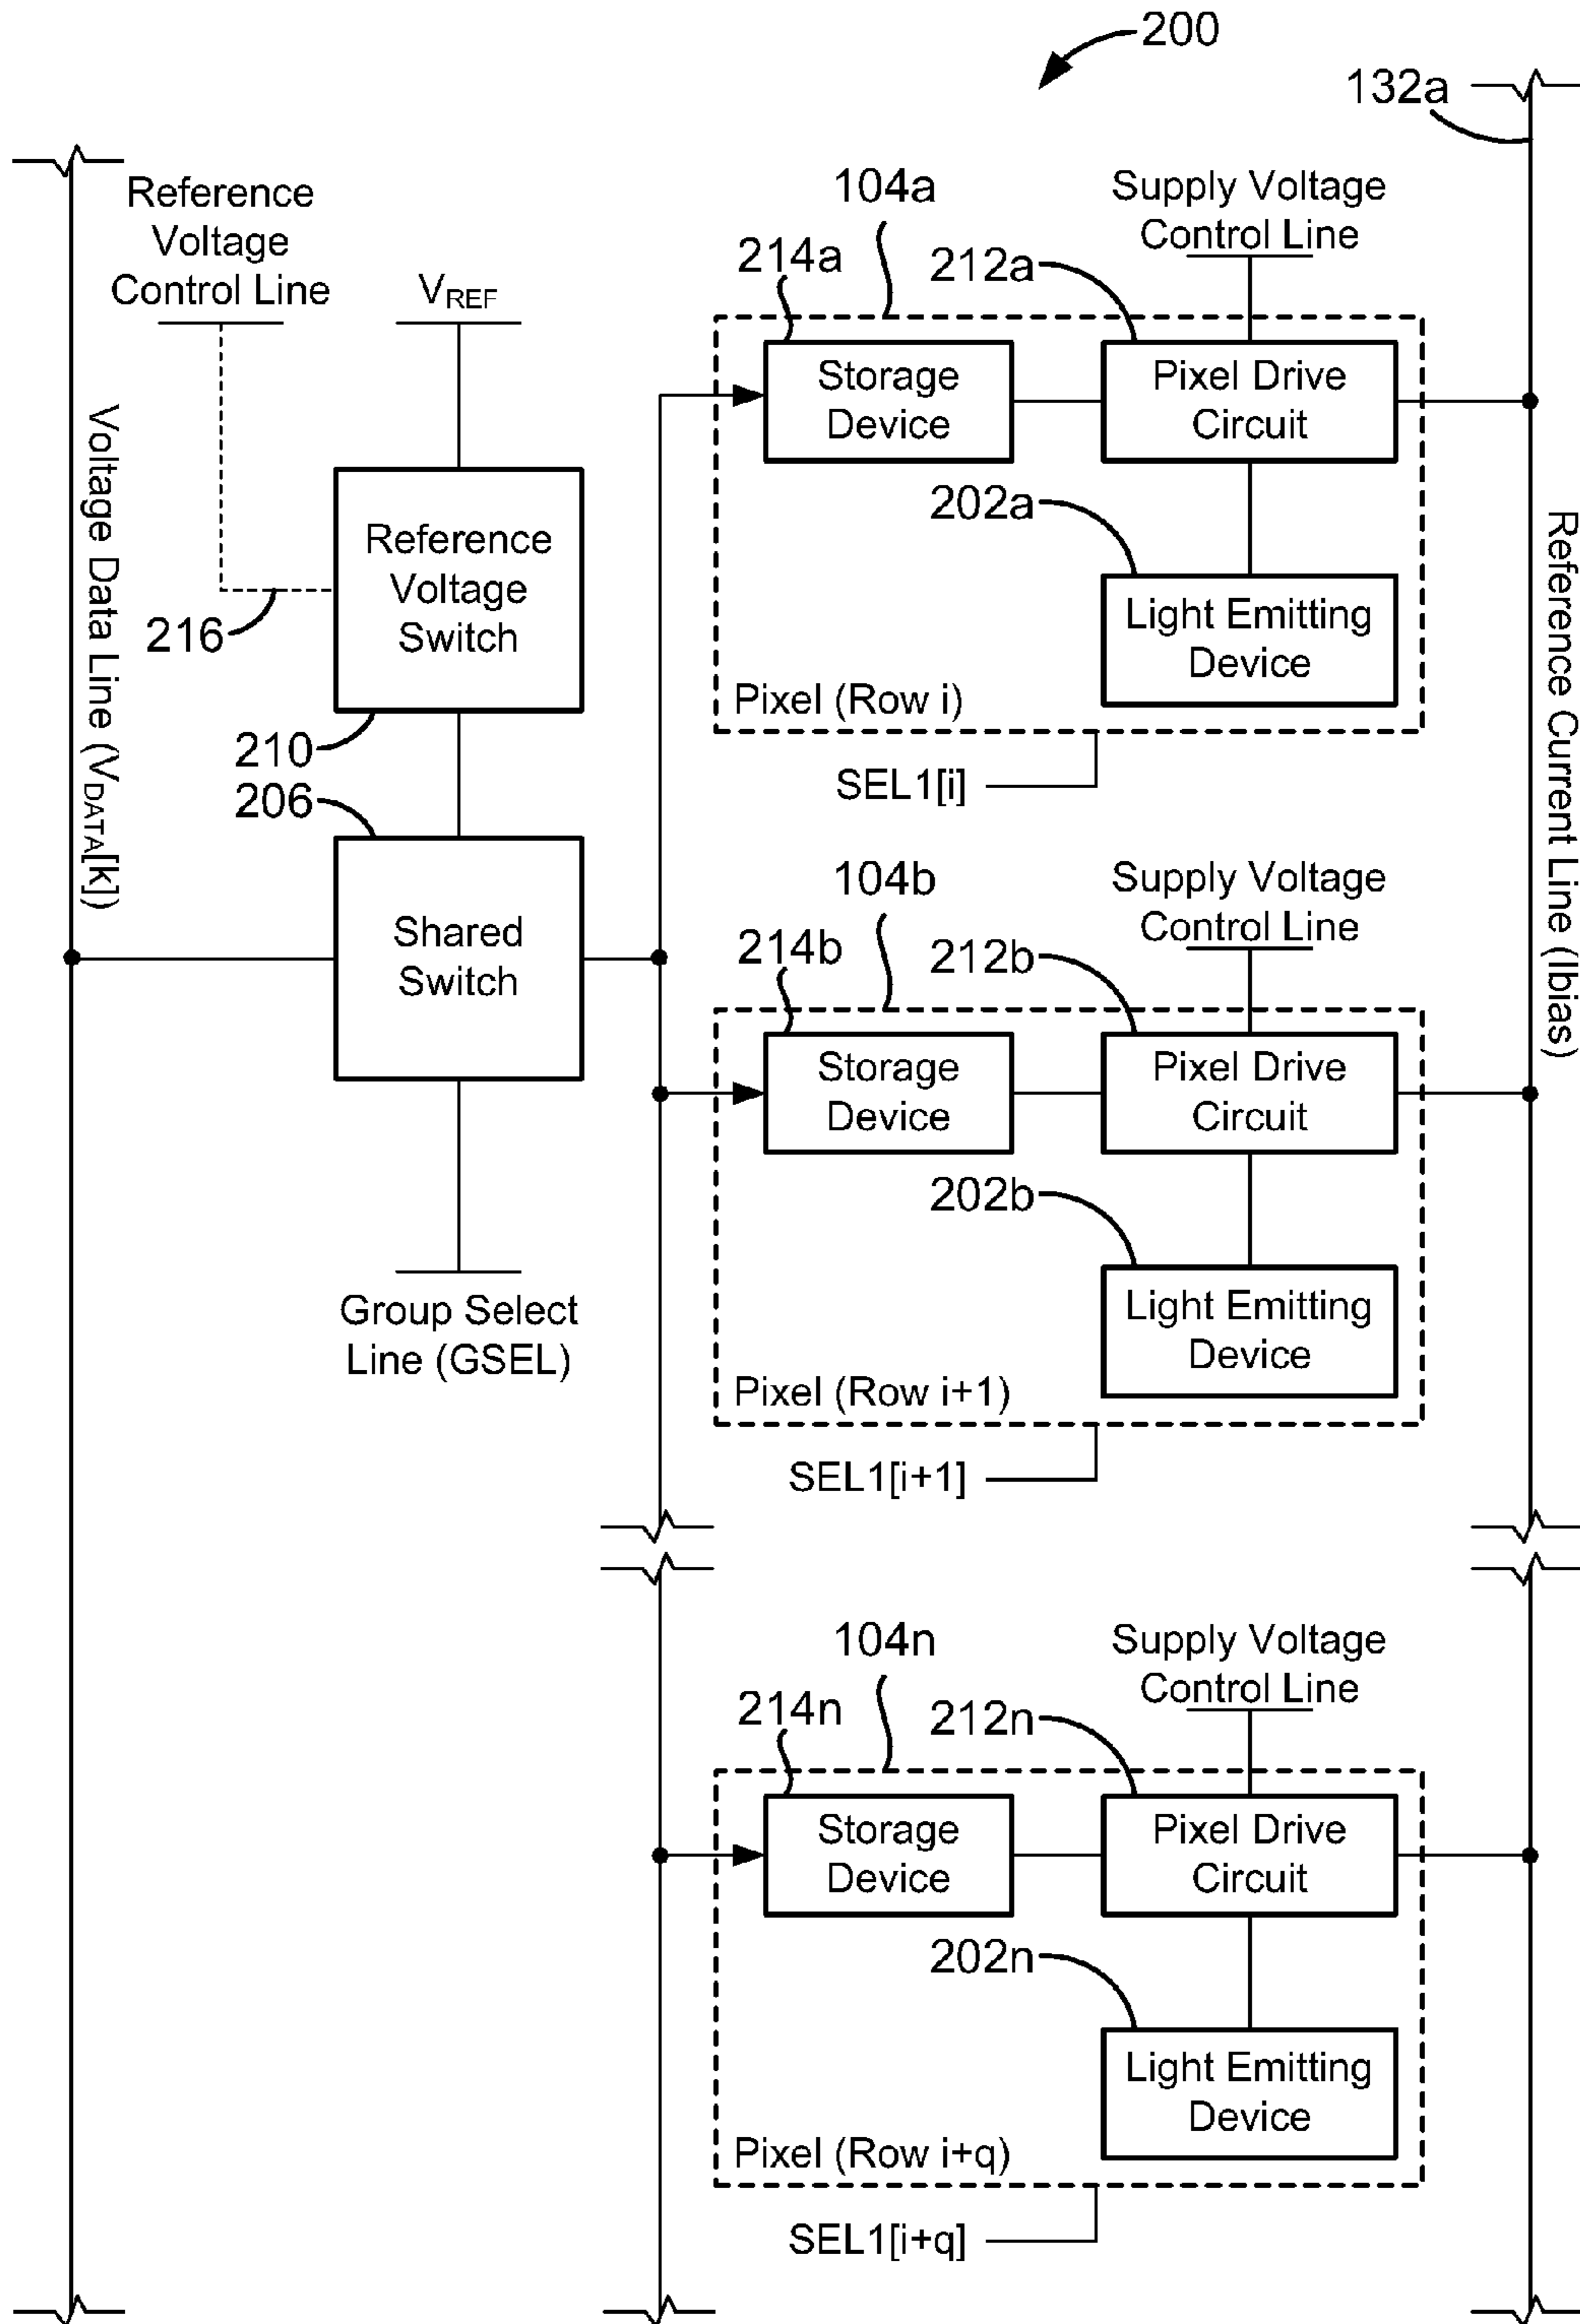 200
132a
Reference
Voltage
Control Line
VREF
Voltage Data Line (VDATA[k])
216
Reference
Voltage
Switch
210
206
Shared
Switch
Group Select
Line (GSEL)
104a
Supply Voltage
Control Line
214a
212a
Storage
Device
Pixel Drive
Circuit
202a
Light Emitting
Device
Pixel (Row i)
SEL1[i]
Reference Current Line (Ibias)
104b
Supply Voltage
Control Line
214b
212b
Storage
Device
Pixel Drive
Circuit
202b
Light Emitting
Device
Pixel (Row i+1)
SEL1[i+1]
104n
Supply Voltage
Control Line
214n
212n
Storage
Device
Pixel Drive
Circuit
202n
Light Emitting
Device
Pixel (Row i+q)
SEL1[i+q]